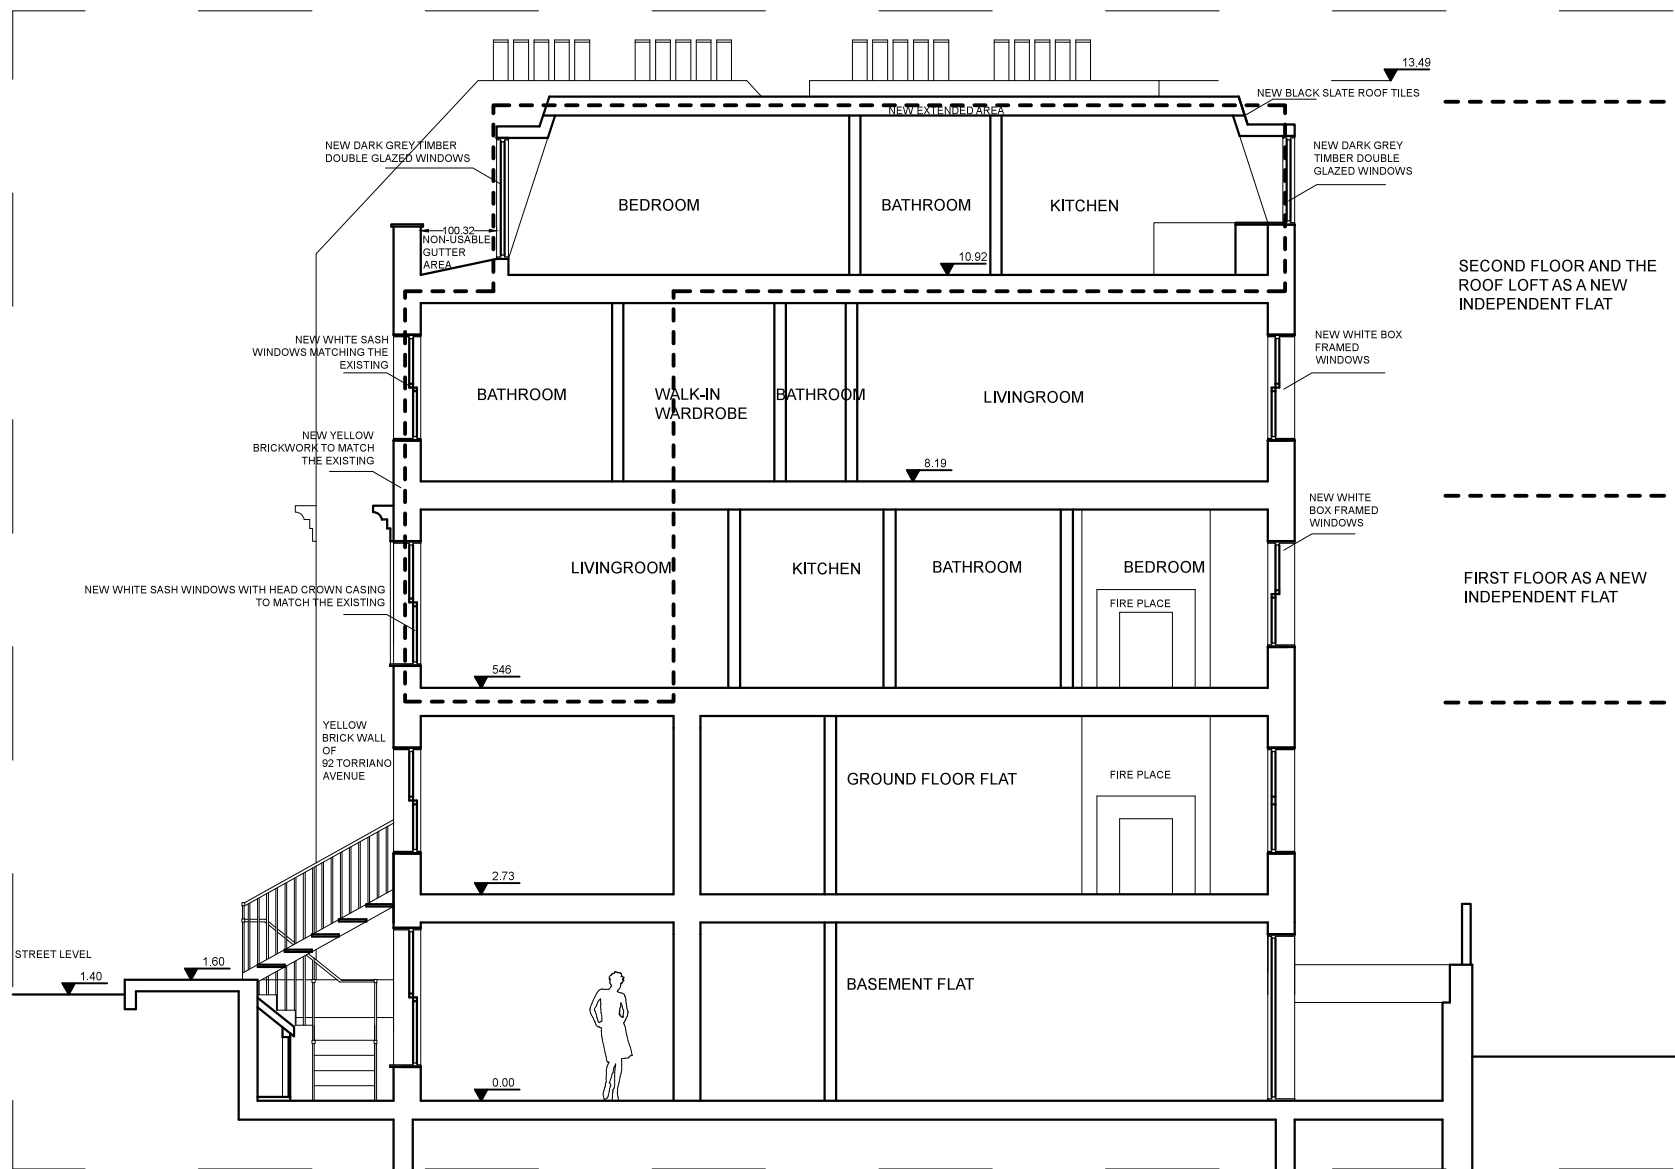 13.49
NEW BLACK SLATE ROOF TILES
NEW EXTENDED AREA
NEW DARK GREY TIMBER
DOUBLE GLAZED WINDOWS
NEW DARK GREY
TIMBER DOUBLE
GLAZED WINDOWS
BEDROOM
BATHROOM
KITCHEN
100.32
NON-USABLE
GUTTER
AREA
10.92
SECOND FLOOR AND THE
ROOF LOFT AS A NEW
INDEPENDENT FLAT
NEW WHITE SASH
WINDOWS MATCHING THE
EXISTING
NEW WHITE BOX
FRAMED
WINDOWS
BATHROOM
WALK-IN
WARDROBE
BATHROOM
LIVINGROOM
NEW YELLOW
BRICKWORK TO MATCH
THE EXISTING
8.19
NEW WHITE
BOX FRAMED
WINDOWS
LIVINGROOM
KITCHEN
BATHROOM
BEDROOM
FIRE PLACE
FIRST FLOOR AS A NEW
INDEPENDENT FLAT
NEW WHITE SASH WINDOWS WITH HEAD CROWN CASING
TO MATCH THE EXISTING
546
YELLOW
BRICK WALL
OF
92 TORRIANO
AVENUE
GROUND FLOOR FLAT
FIRE PLACE
2.73
STREET LEVEL
1.40
1.60
BASEMENT FLAT
0.00